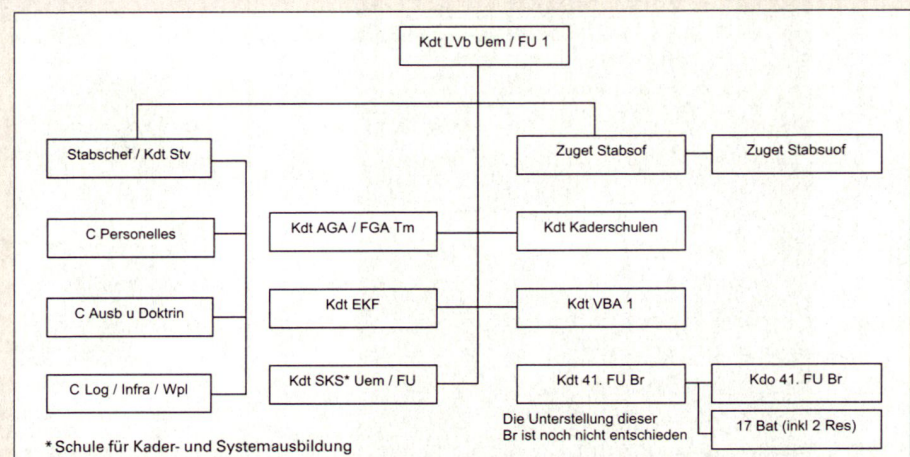 Kdt LVb Uem / FU 1
Stabschef / Kdt Stv
Zuget Stabsof
Zuget Stabsuof
C Personelles
Kdt AGA / FGA Tm
Kdt Kaderschulen
C Ausb u Doktrin
Kdt EKF
Kdt VBA 1
C Log / Infra / Wpl
Kdt SKS* Uem / FU
Kdt 41. FU Br
Kdo 41. FU Br
Die Unterstellung dieser
Br ist noch nicht entschieden
17 Bat (inkl 2 Res)
* Schule für Kader- und Systemausbildung